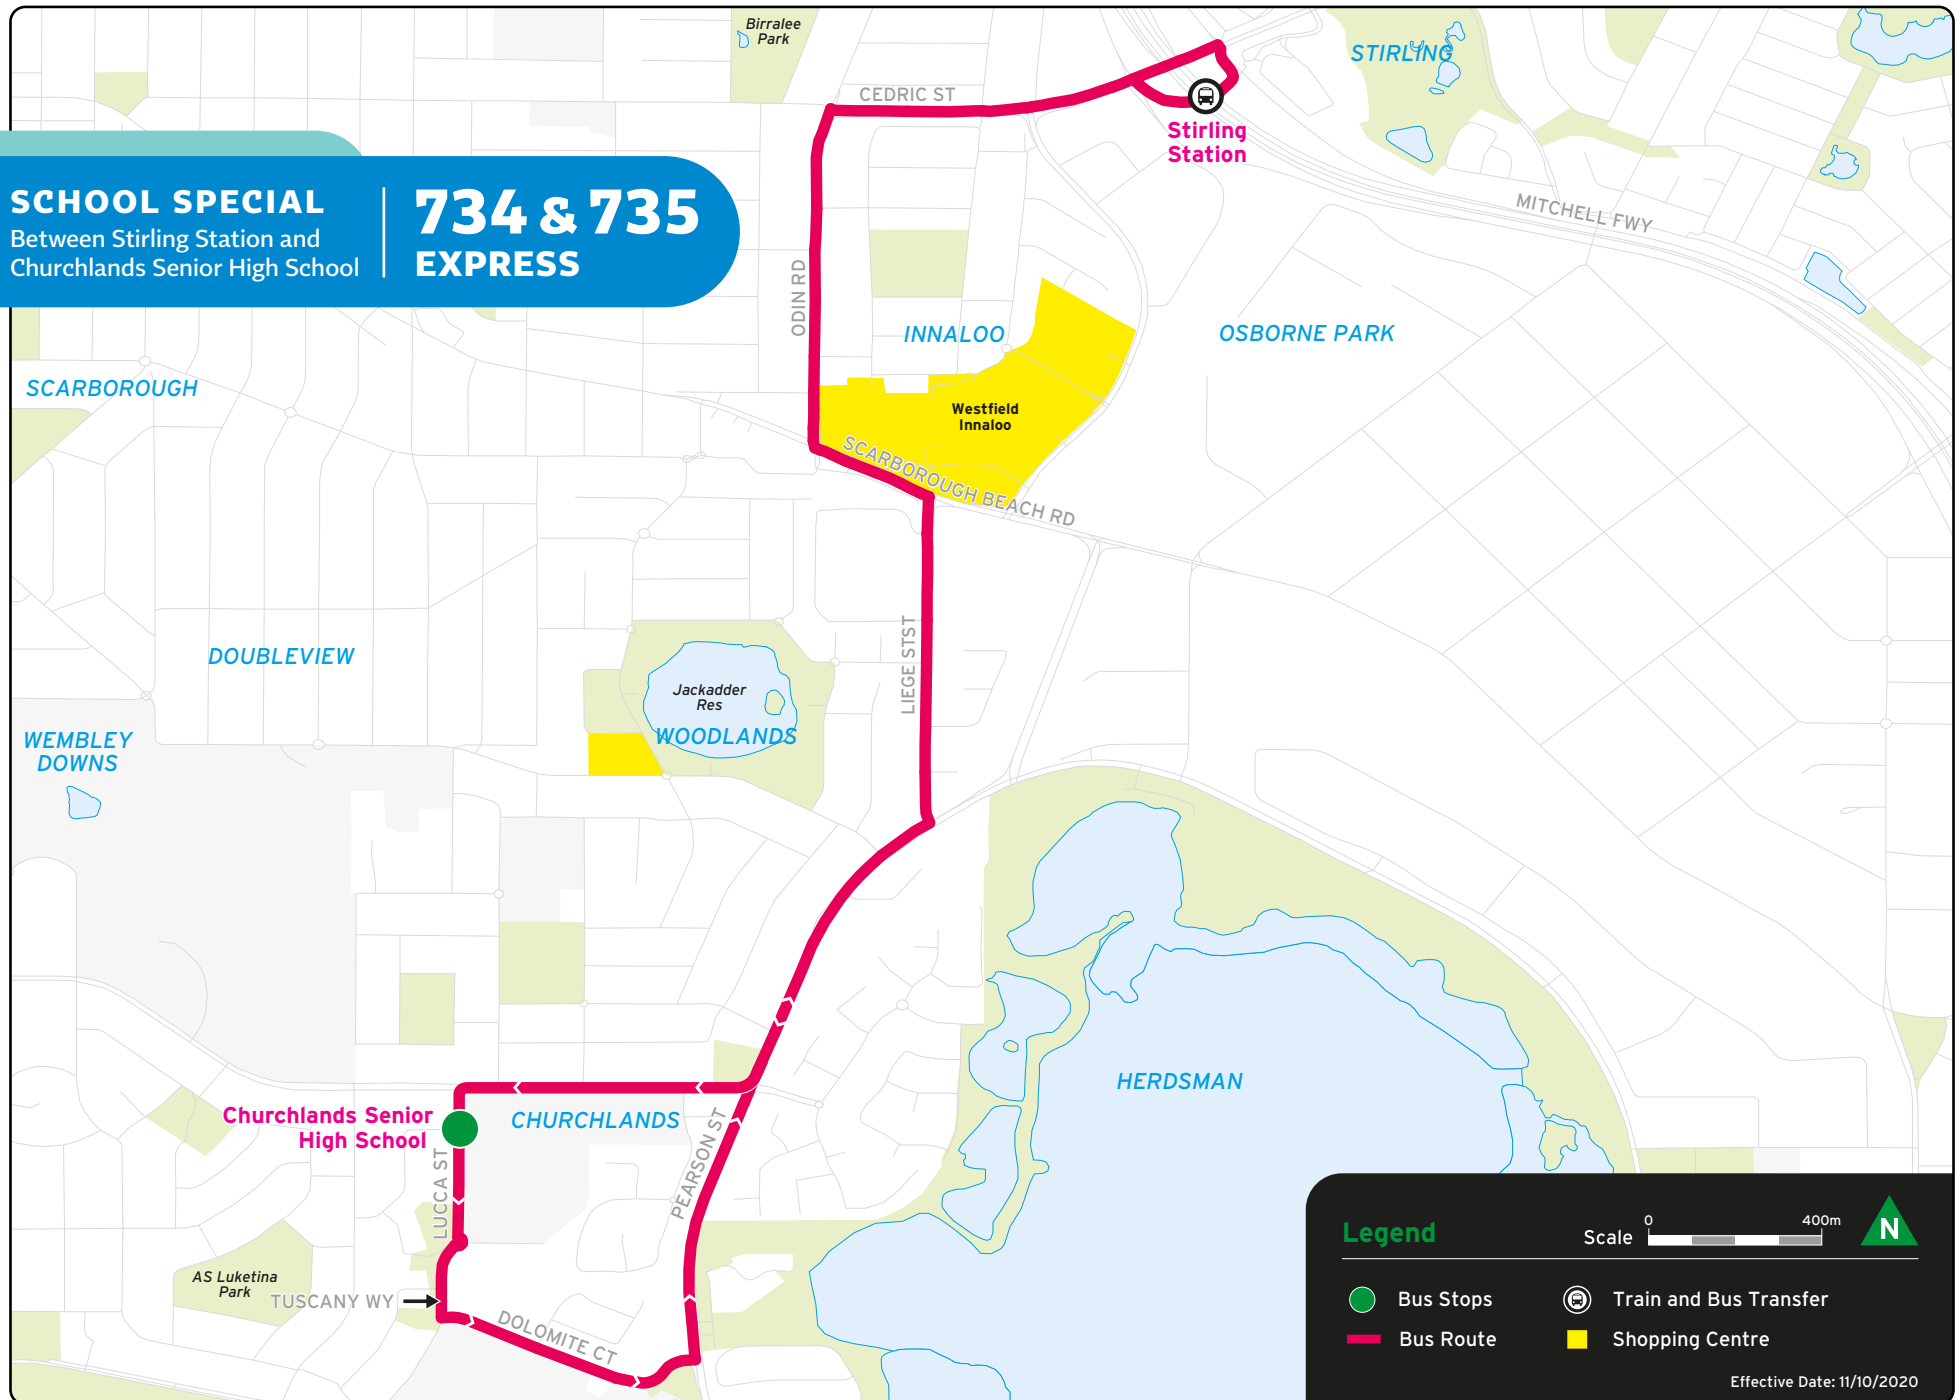 Birralee
Park
STIRLING
CEDRIC ST
Stirling
Station
SCHOOL SPECIAL
Between Stirling Station and
Churchlands Senior High School
734 & 735
EXPRESS
MITCHELL FWY
ODIN RD
INNALOO
OSBORNE PARK
SCARBOROUGH
Westfield
Innaloo
SCARBOROUGH BEACH RD
LIEGE STST
DOUBLEVIEW
Jackadder
Res
WOODLANDS
WEMBLEY
DOWNS
HERDSMAN
Churchlands Senior
High School
CHURCHLANDS
PEARSON ST
LUCCA ST
AS Luketina
Park
TUSCANY WY
DOLOMITE CT
Legend
Scale
0
400m
N
Bus Stops
Train and Bus Transfer
Bus Route
Shopping Centre
Effective Date: 11/10/2020